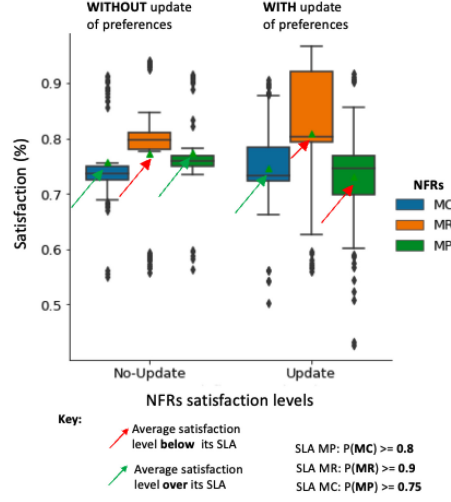 WITHOUT update of preferences
WITH update of preferences
Satisfaction (%)
0.9
0.8
0.7
0.6
0.5
No-Update
Update
NFRs satisfaction levels
NFRs
MC
MR
MP
Key:
Average satisfaction
level below its SLA
Average satisfaction
level over its SLA
SLA MP: P(MC) >= 0.8
SLA MR: P(MR) >= 0.9
SLA MC: P(MP) >= 0.75